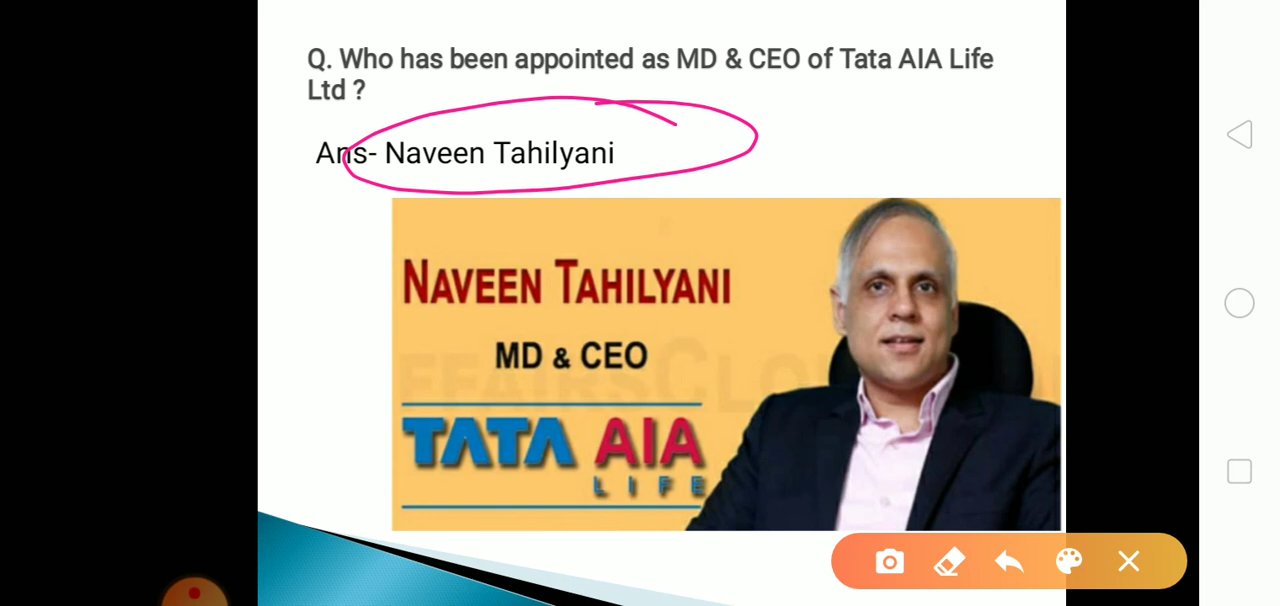 Q. Who has been appointed as MD & CEO of Tata AIA Life
Ltd ?
Ans- Naveen Tahilyani
NAVEEN TAHILYANI
MD & CEO
TATA AIA
LIFE